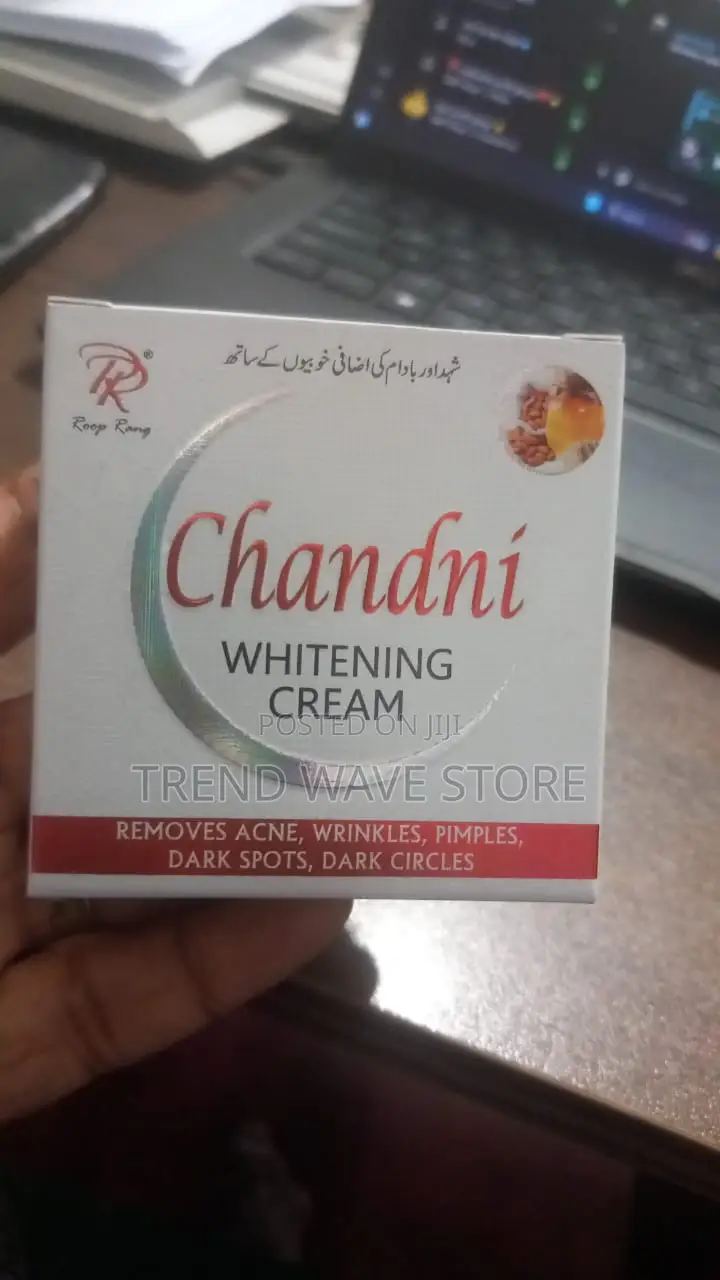 شہد اور بادام کی اضافی خوبیوں کے ساتھ
R®
Roop Rang
Chandni
WHITENING
CREAM
POSTED ON JIJI
TREND WAVE STORE
REMOVES ACNE, WRINKLES, PIMPLES,
DARK SPOTS, DARK CIRCLES